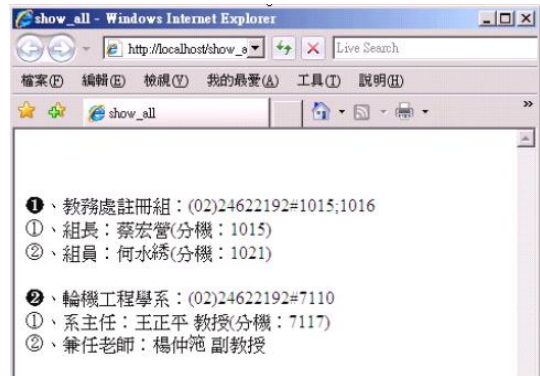 show_all - Windows Internet Explorer
http://localhost/show_a
Live Search
檔案(F) 編輯(E) 檢視(V) 我的最愛(A) 工具(T) 說明(H)
show_all
❶、教務處註冊組：(02)24622192#1015;1016
①、組長：蔡宏營(分機：1015)
②、組員：何水綉(分機：1021)
❷、輪機工程學系：(02)24622192#7110
①、系主任：王正平 教授(分機：7117)
②、兼任老師：楊仲筂 副教授